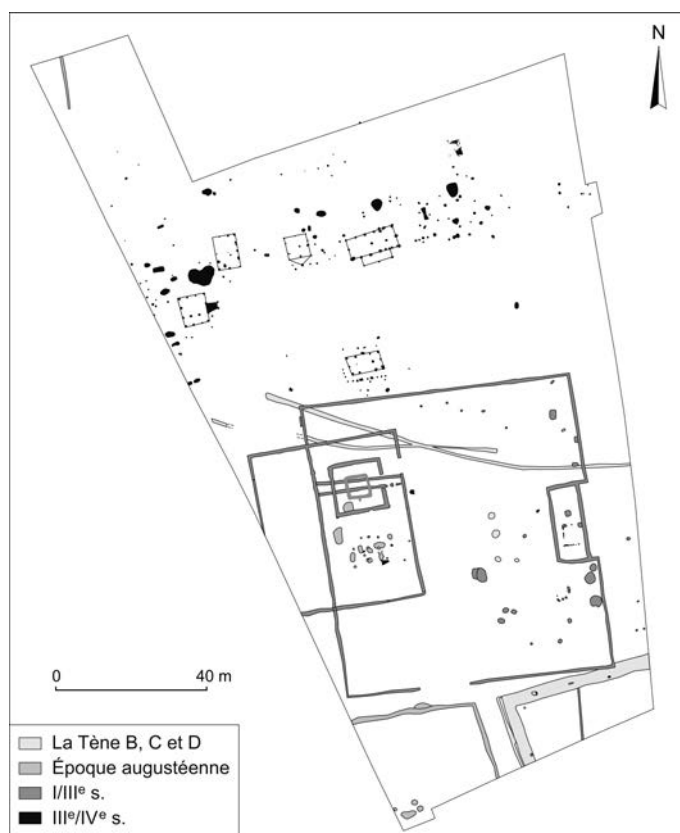 N
0 40 m
La Tène B, C et D
Époque augustéenne
I/IIIe s.
IIIe/IVe s.